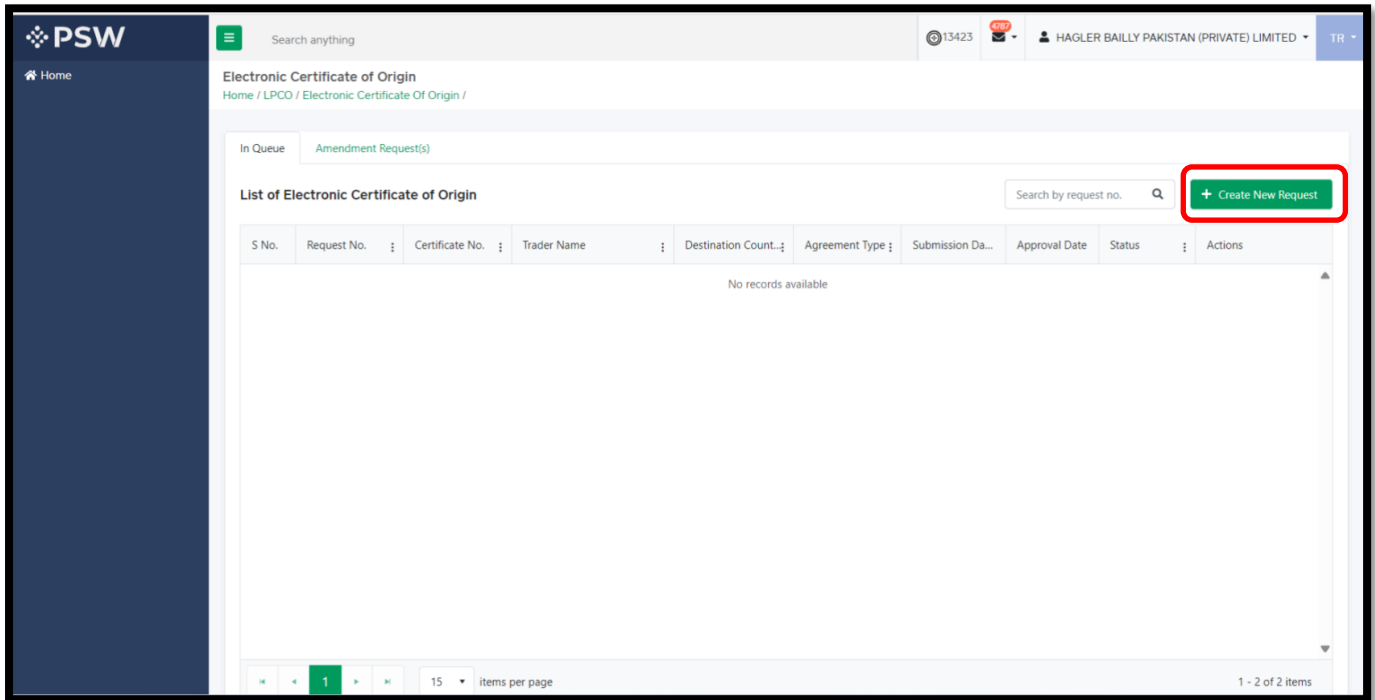 PSW
Search anything
13423
4787
HAGLER BAILLY PAKISTAN (PRIVATE) LIMITED
TR
Home
Electronic Certificate of Origin
Home / LPCO / Electronic Certificate Of Origin /
In Queue
Amendment Request(s)
List of Electronic Certificate of Origin
Search by request no.
+ Create New Request
S No. Request No. Certificate No. Trader Name Destination Count... Agreement Type Submission Da... Approval Date Status Actions
No records available
1
15 items per page
1 - 2 of 2 items